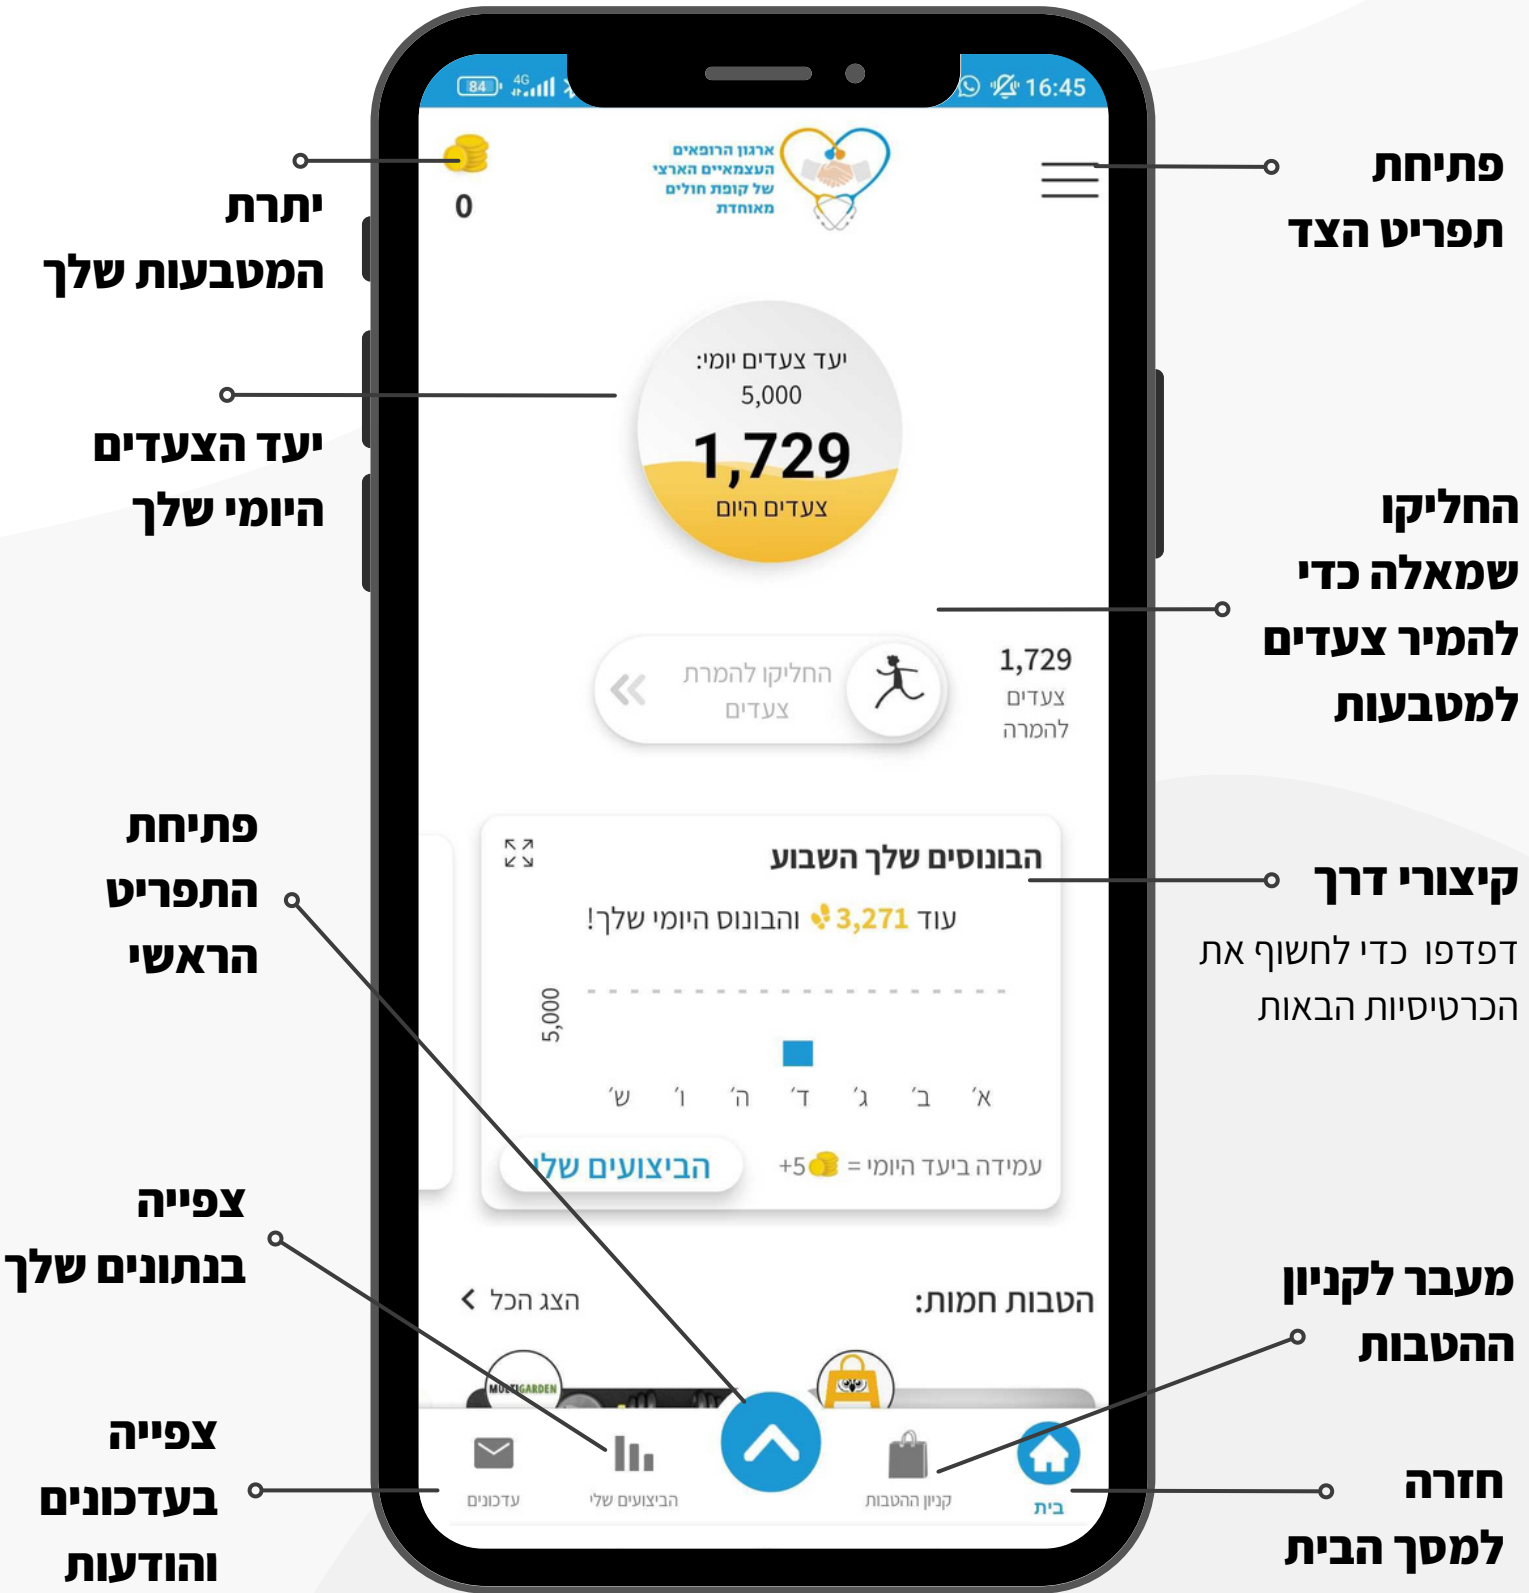 84
4G
16:45
ארגון הרופאים
העצמאיים הארצי
של קופת חולים
מאוחדת
0
פתיחת
תפריט הצד
יתרת
המטבעות שלך
יעד צעדים יומי:
5,000
1,729
צעדים היום
יעד הצעדים
היומי שלך
החליקו
שמאלה כדי
להמיר צעדים
למטבעות
1,729
צעדים
להמרה
החליקו להמרת
צעדים
פתיחת
התפריט
הראשי
הבונוסים שלך השבוע
עוד 3,271 והבונוס היומי שלך!
5,000
א׳ ב׳ ג׳ ד׳ ה׳ ו׳ ש׳
עמידה ביעד היומי = 5+
הביצועים שלי
קיצורי דרך
דפדפו כדי לחשוף את
הכרטיסיות הבאות
צפייה
בנתונים שלך
מעבר לקניון
ההטבות
הטבות חמות:
הצג הכל
MULTIGARDEN
בית
קניון ההטבות
הביצועים שלי
עדכונים
צפייה
בעדכונים
והודעות
חזרה
למסך הבית